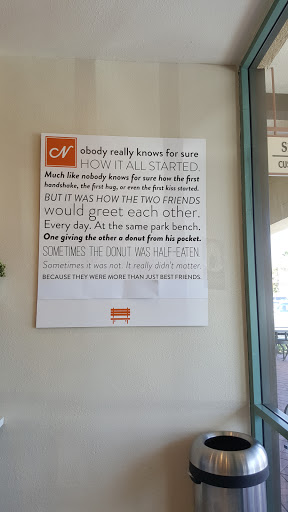 Nobody really knows for sure
HOW IT ALL STARTED.
Much like nobody knows for sure how the first
handshake, the first hug, or even the first kiss started.
BUT IT WAS HOW THE TWO FRIENDS
would greet each other.
Every day. At the same park bench.
One giving the other a donut from his pocket.
SOMETIMES THE DONUT WAS HALF-EATEN.
Sometimes it was not. It really didn't matter.
BECAUSE THEY WERE MORE THAN JUST BEST FRIENDS.